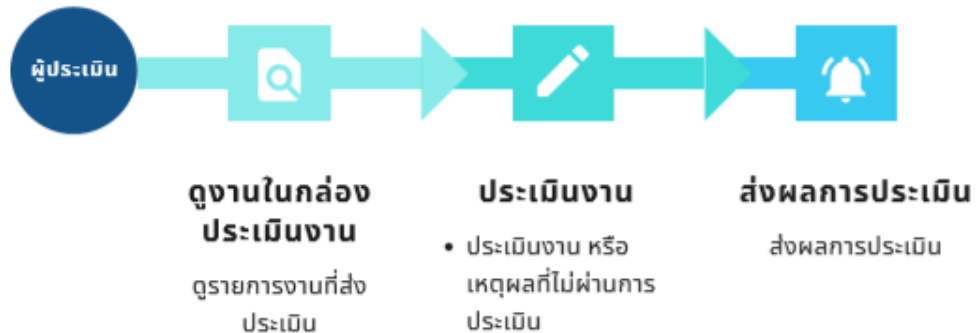 ผู้ประเมิน
ดูงานในกล่อง
ประเมินงาน
ดูรายการงานที่ส่ง
ประเมิน
ประเมินงาน
• ประเมินงาน หรือ
เหตุผลที่ไม่ผ่านการ
ประเมิน
ส่งผลการประเมิน
ส่งผลการประเมิน